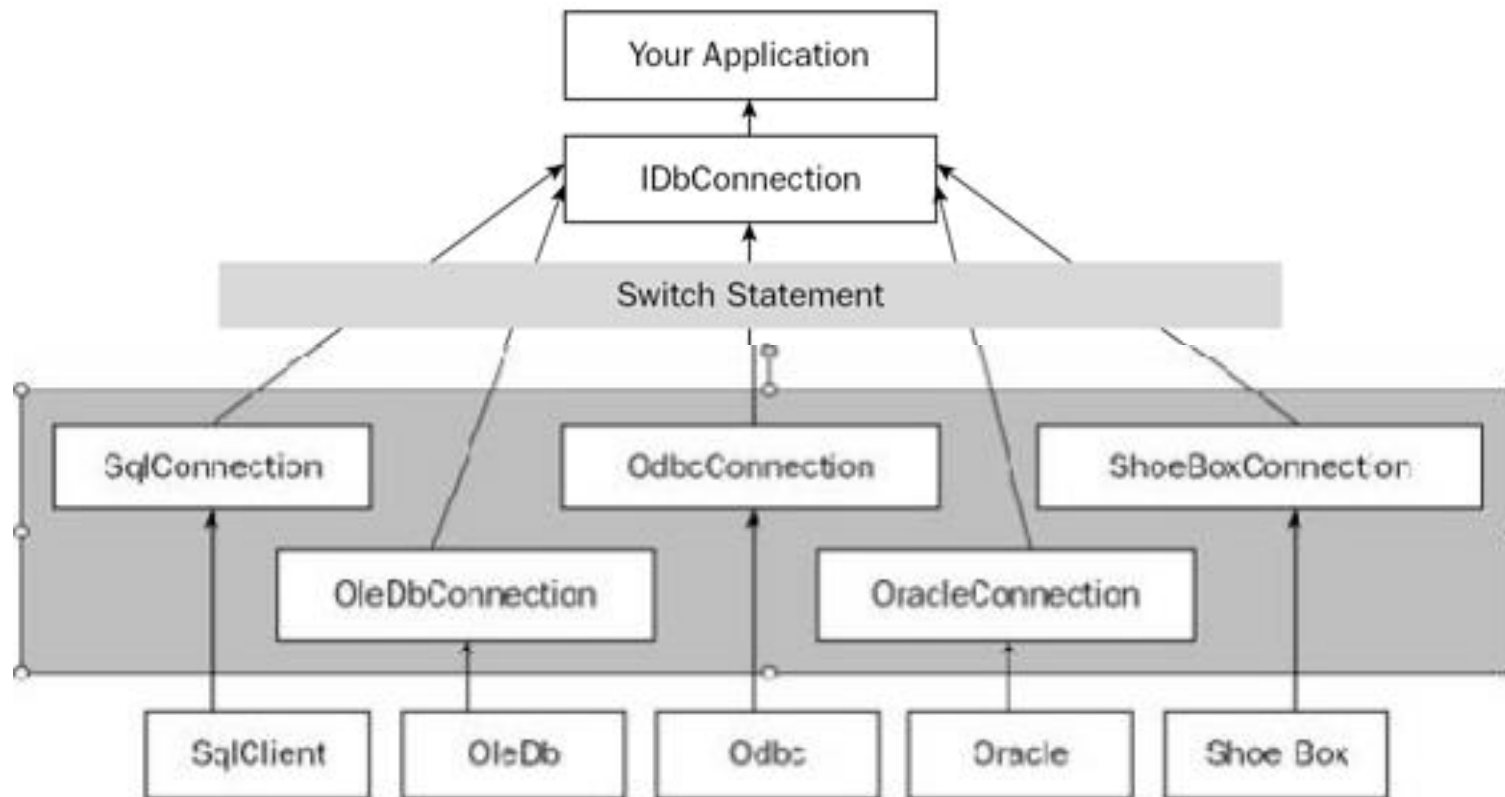 Your Application
IDbConnection
Switch Statement
SqlConnection
OdbcConnection
ShoeBoxConnection
OleDbConnection
OracleConnection
SqlClient
OleDb
Odbc
Oracle
Shoe Box